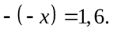 - (-x) =1,6.